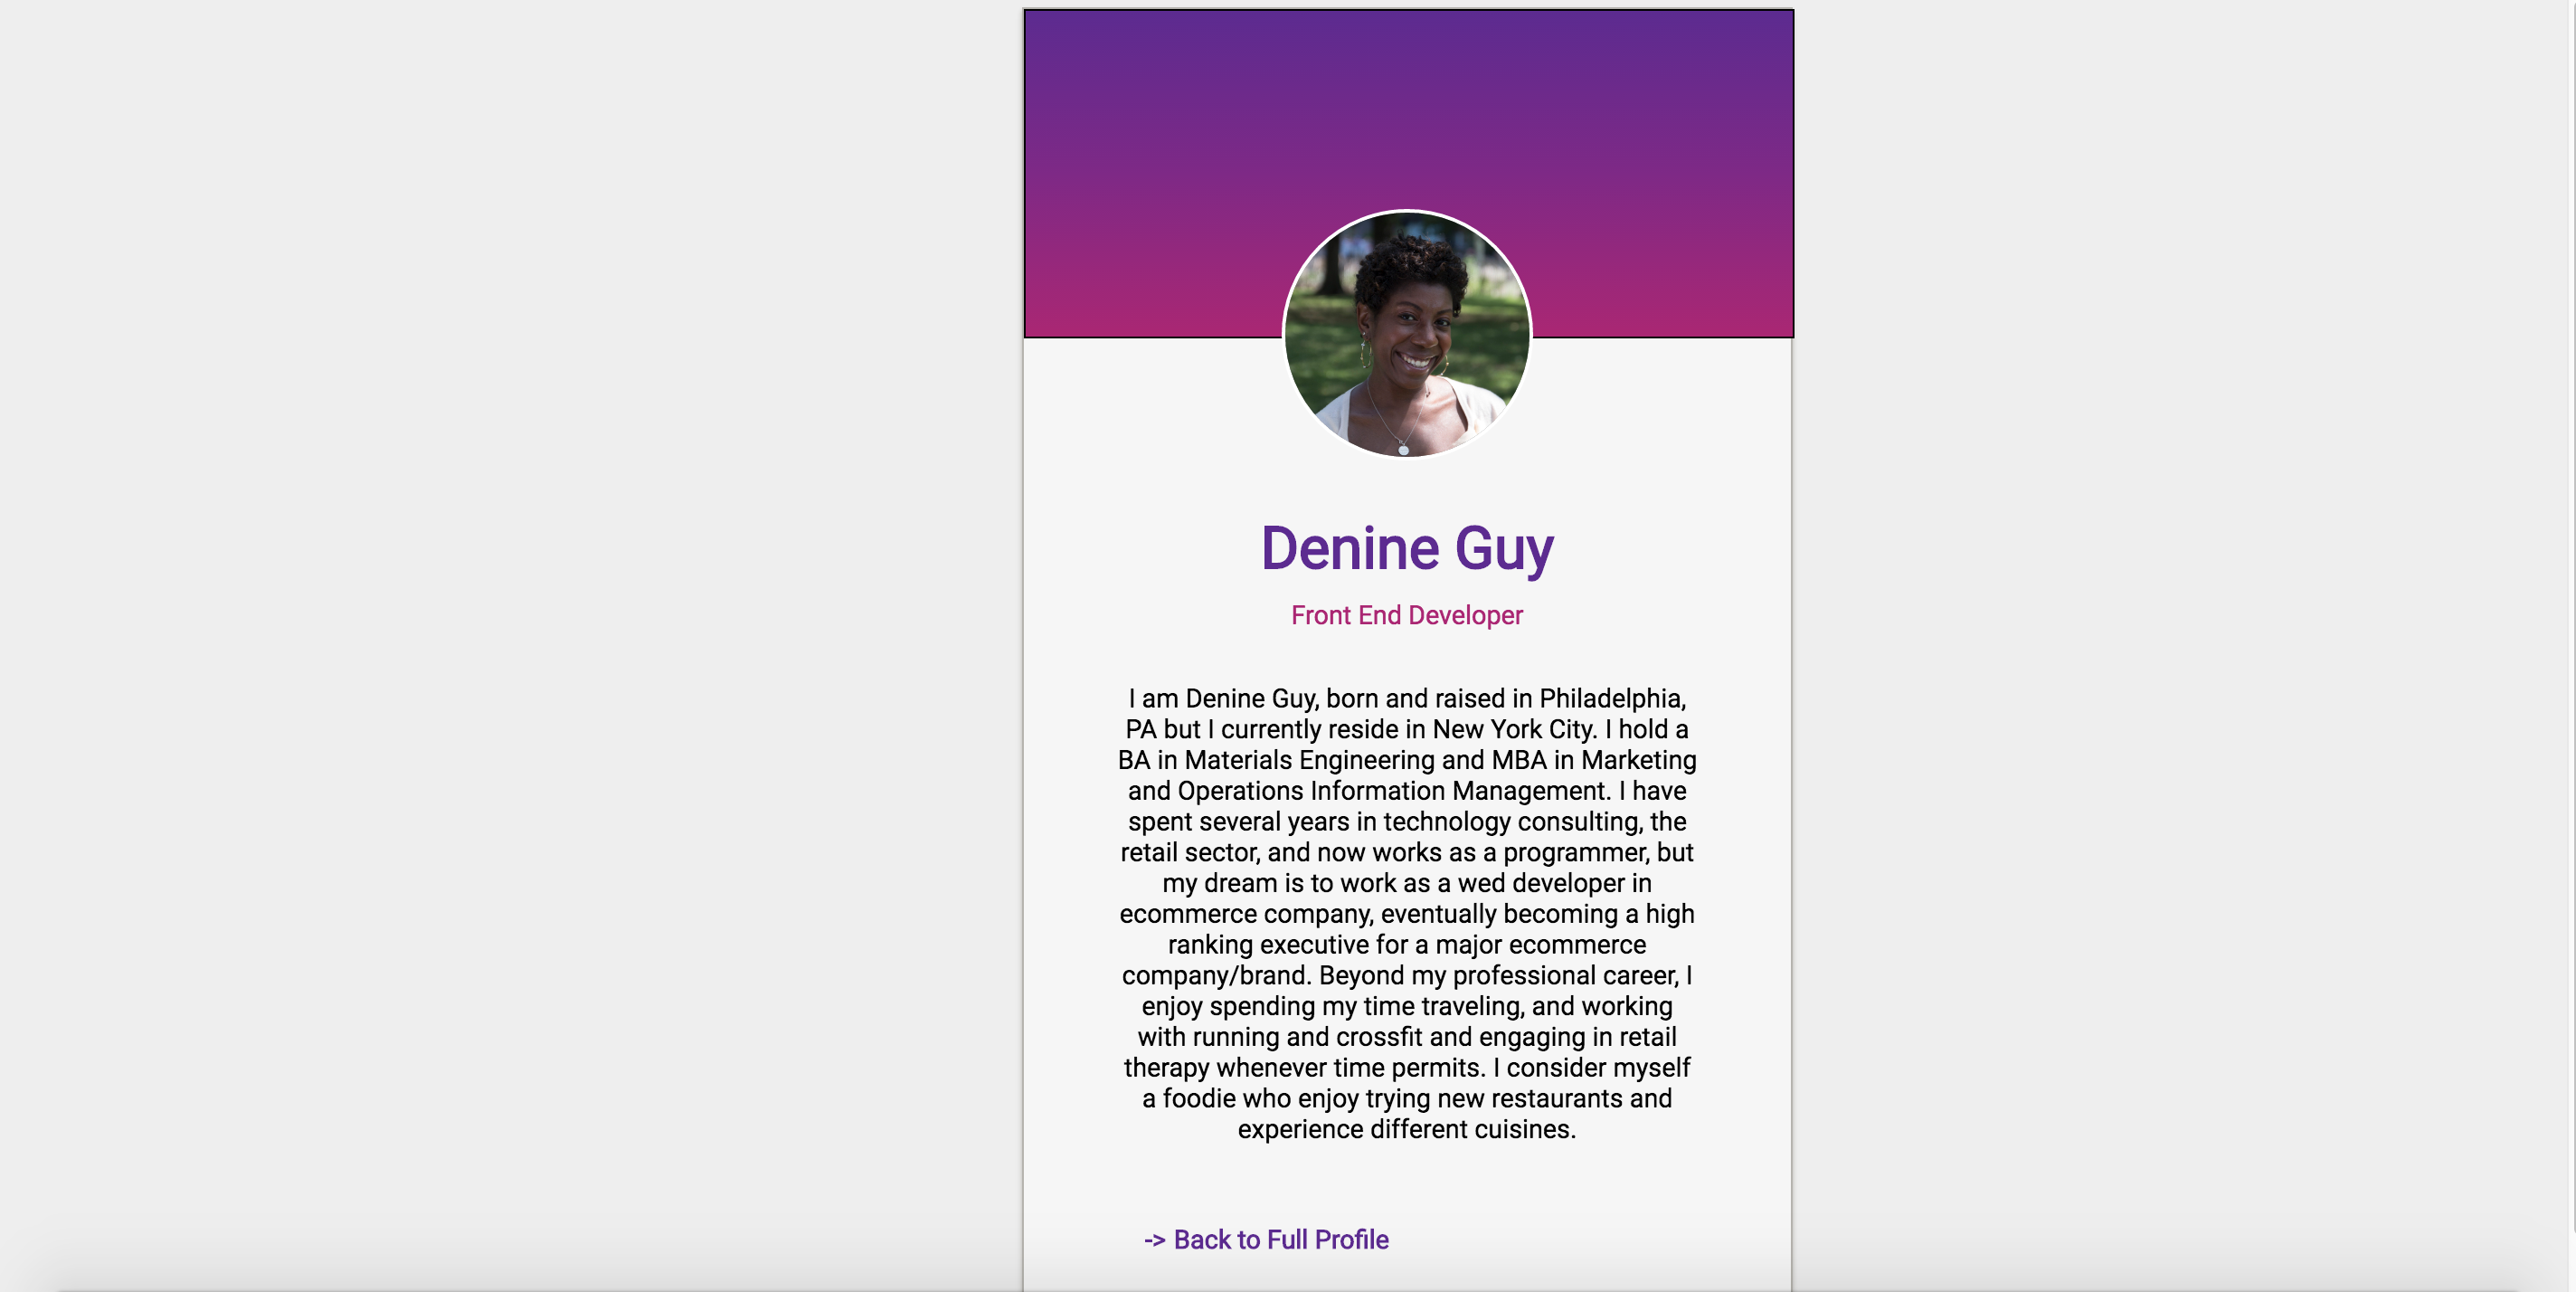 Denine Guy
Front End Developer
I am Denine Guy, born and raised in Philadelphia,
PA but I currently reside in New York City. I hold a
BA in Materials Engineering and MBA in Marketing
and Operations Information Management. I have
spent several years in technology consulting, the
retail sector, and now works as a programmer, but
my dream is to work as a wed developer in
ecommerce company, eventually becoming a high
ranking executive for a major ecommerce
company/brand. Beyond my professional career, I
enjoy spending my time traveling, and working
with running and crossfit and engaging in retail
therapy whenever time permits. I consider myself
a foodie who enjoy trying new restaurants and
experience different cuisines.
-> Back to Full Profile